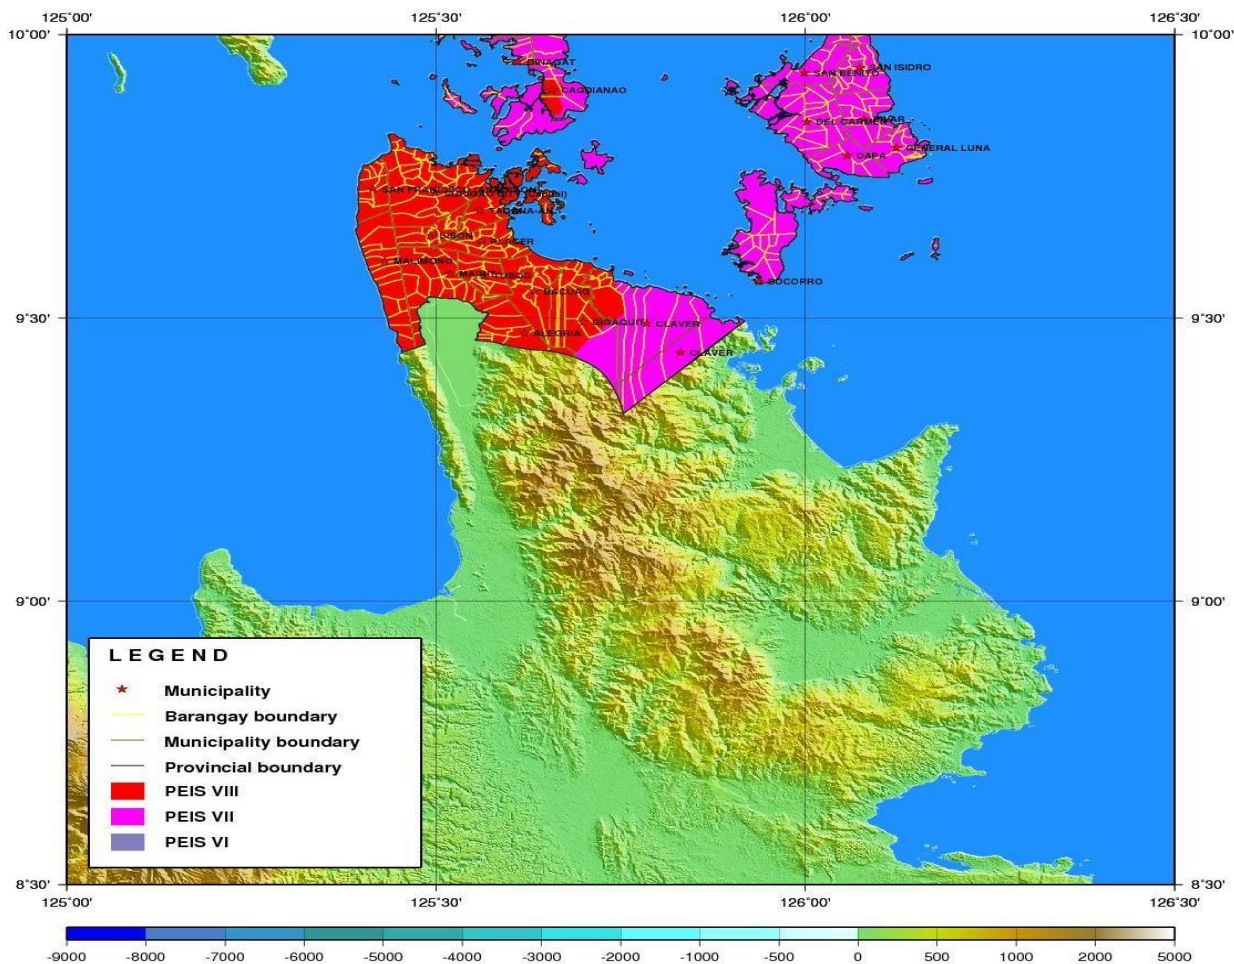 125°00' 125°30' 126°00' 126°30'
10°00' 10°00'
DINAGAT
SAN ISIDRO
SAN BENITO
CAGDIANAO
DEL CARMEN
PILAR
GENERAL LUNA
DAPA
SAN FRANCISCO (ANAO-AON)
TAGANA-AN
SISON PLACER
MALIMONO
SOCORRO
BACUAG
9°30' GIGAQUIT CLAVER 9°30'
ALEGRIA
CLAVER
9°00' 9°00'
LEGEND
Municipality
Barangay boundary
Municipality boundary
Provincial boundary
PEIS VIII
PEIS VII
PEIS VI
8°30' 8°30'
125°00' 125°30' 126°00' 126°30'
-9000 -8000 -7000 -6000 -5000 -4000 -3000 -2000 -1000 -500 0 500 1000 2000 5000